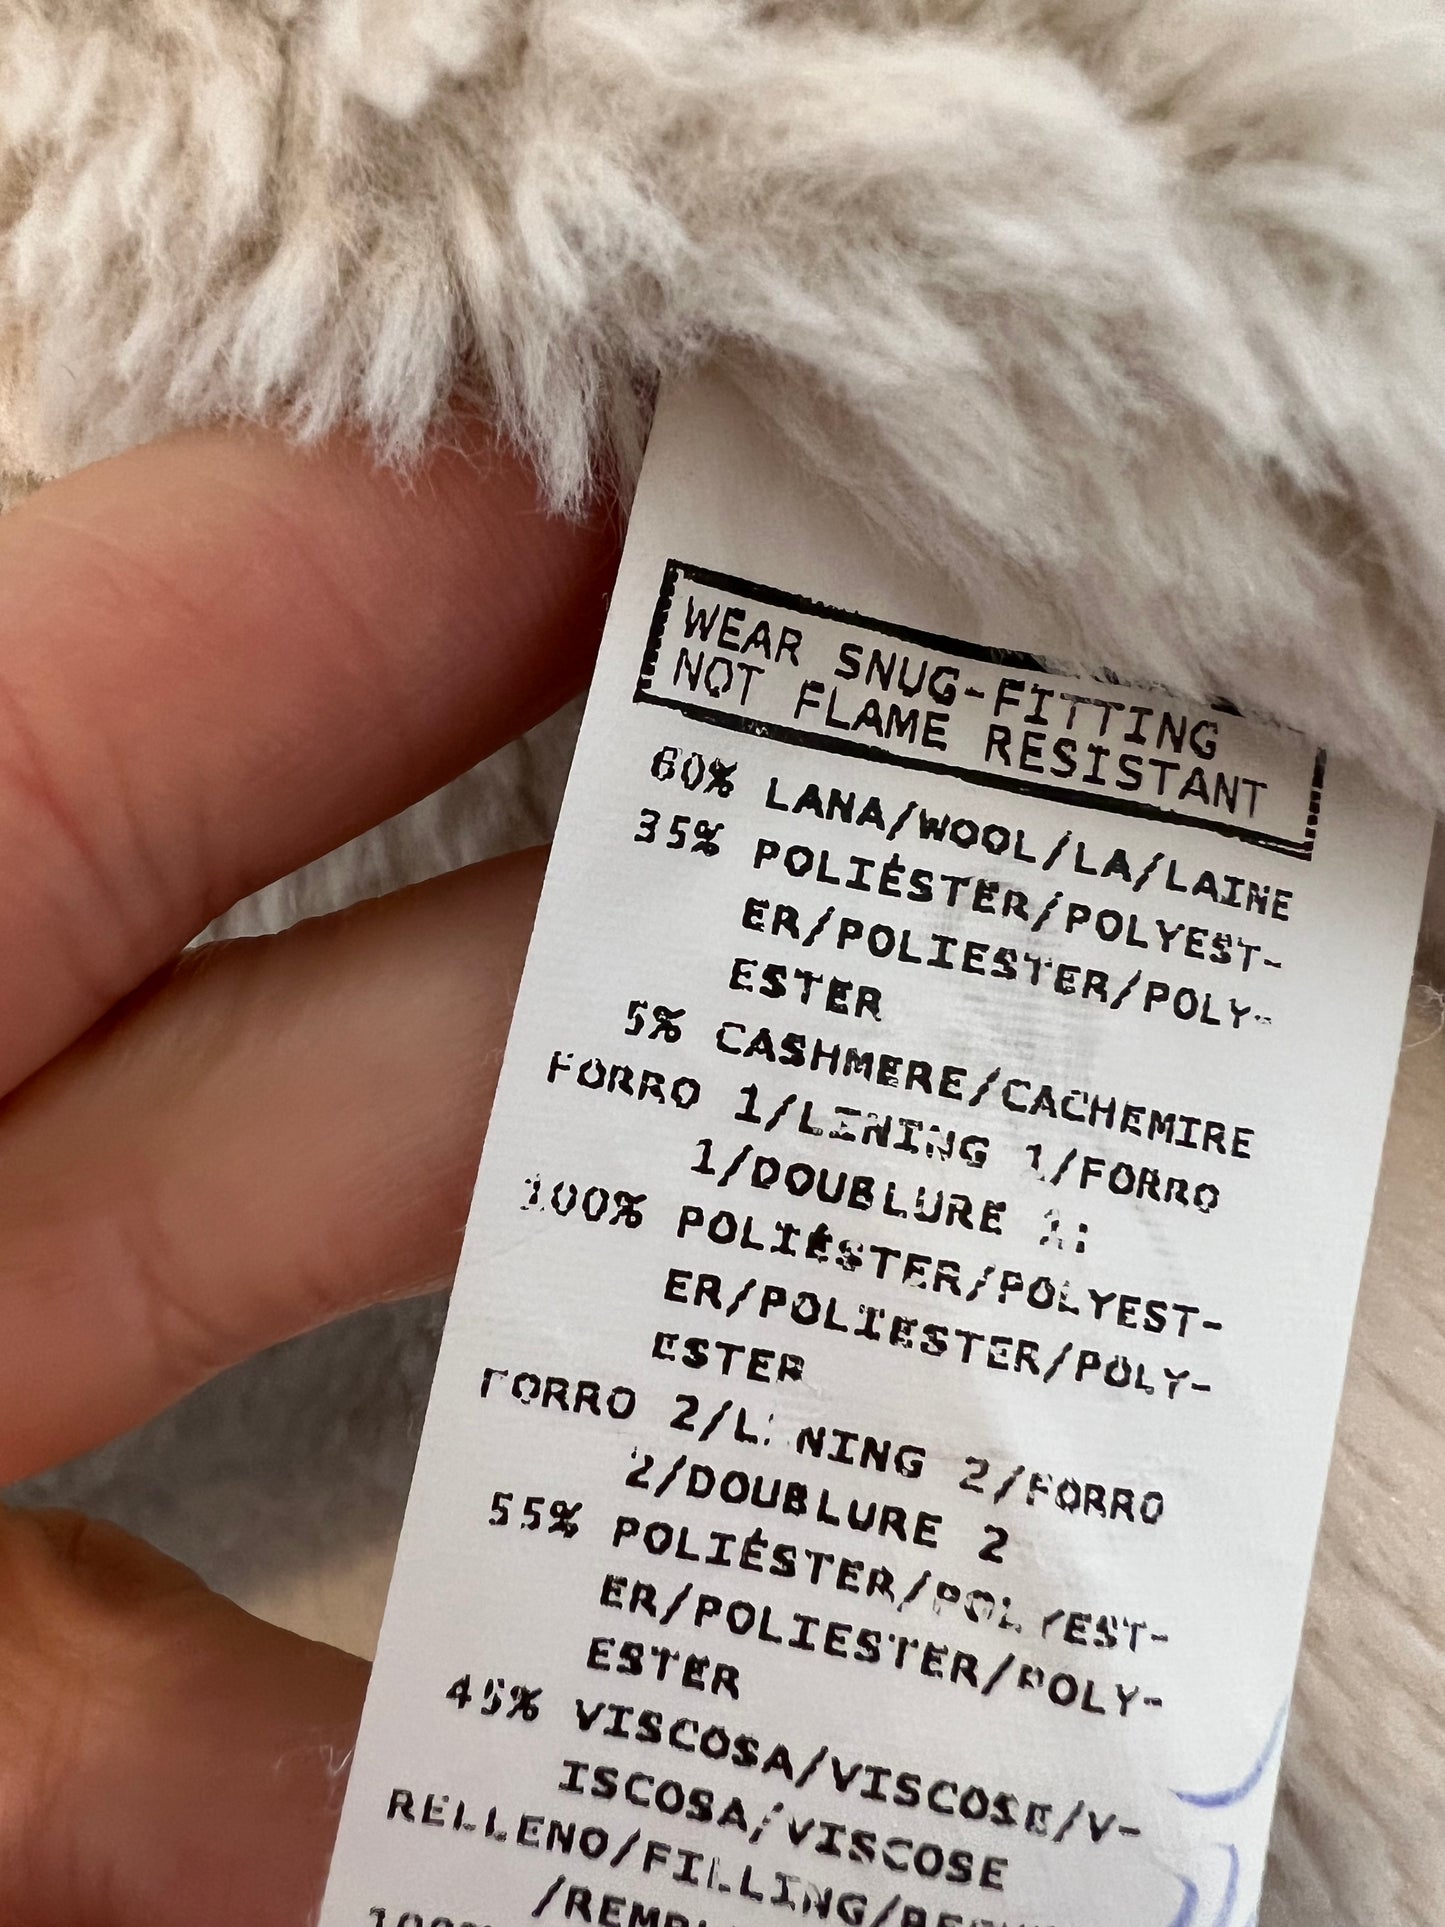 WEAR SNUG-FITTING
NOT FLAME RESISTANT
60% LANA/WOOL/LA/LAINE
35% POLIÉSTER/POLYEST-
ER/POLIESTER/POLY-
ESTER
5% CASHMERE/CACHEMIRE
FORRO 1/LINING 1/FORRO
1/DOUBLURE 1:
100% POLIÉSTER/POLYEST-
ER/POLIESTER/POLY-
ESTER
FORRO 2/LINING 2/FORRO
2/DOUBLURE 2
55% POLIÉSTER/POLYEST-
ER/POLIESTER/POLY-
ESTER
45% VISCOSA/VISCOSE/V-
ISCOSA/VISCOSE
RELLENO/FILLING/
100%